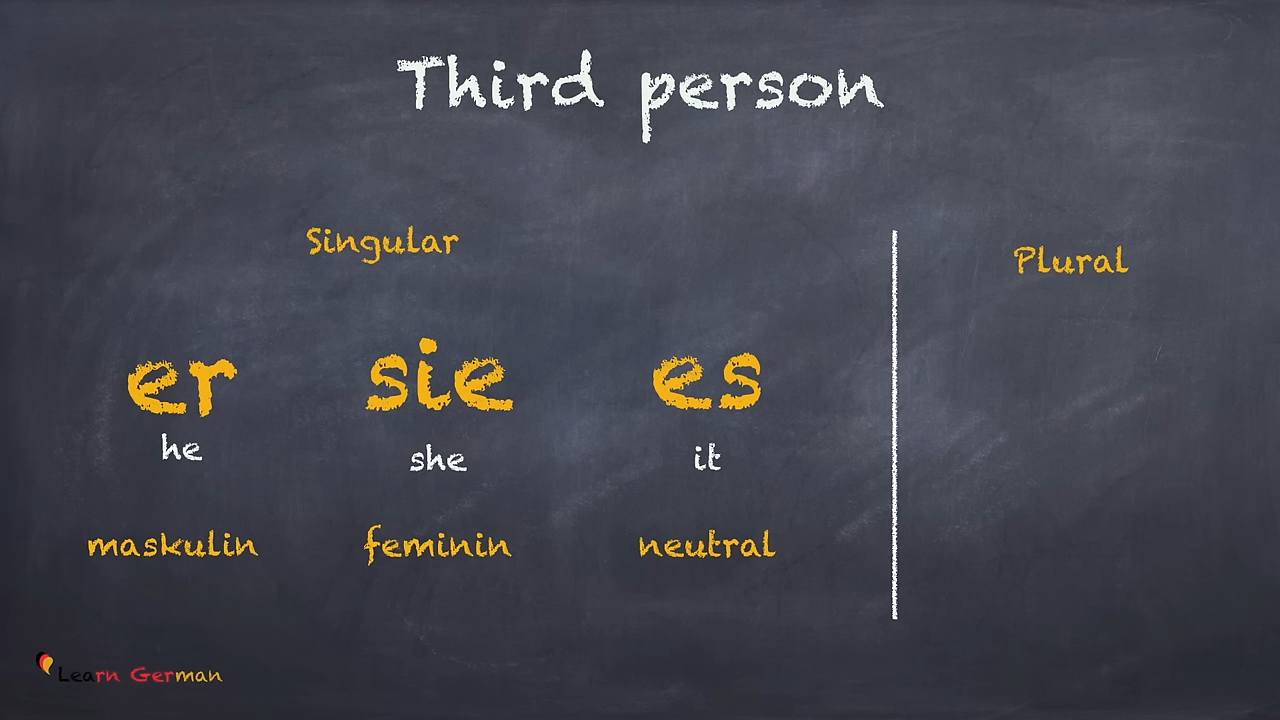 Third person
Singular
Plural
er sie es
he she it
maskulin feminin neutral
Learn German